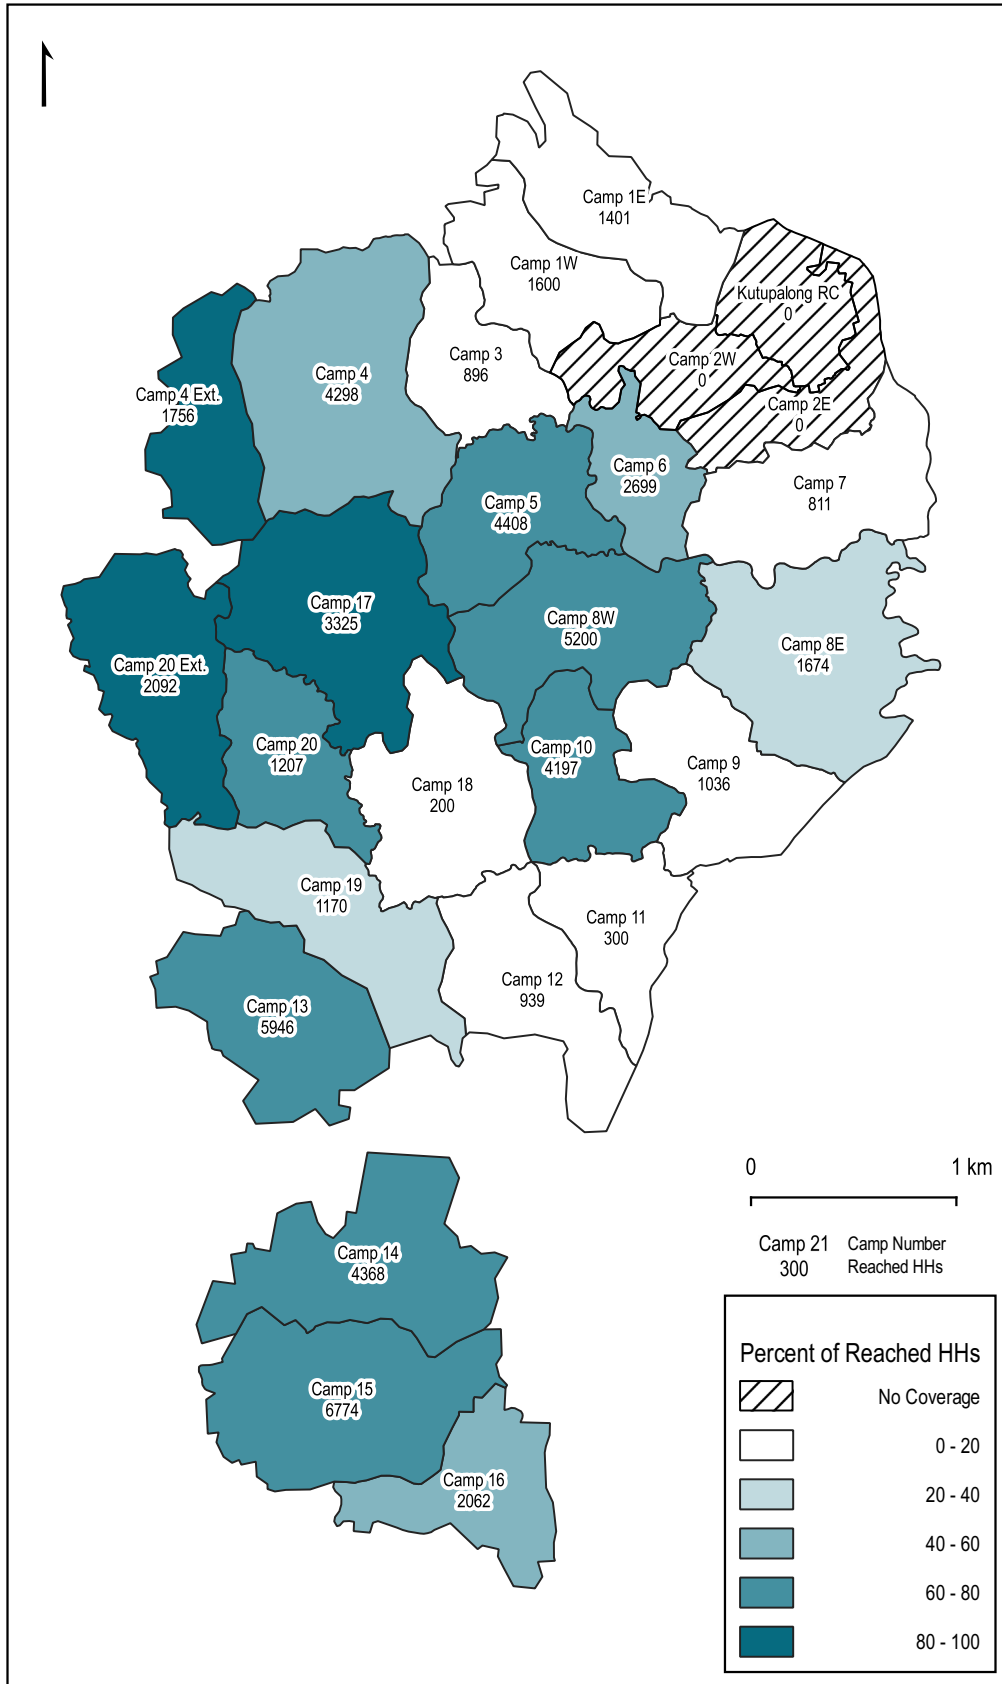 Camp 1E
1401
Camp 1W
1600
Kutupalong RC
0
Camp 3
896
Camp 2W
0
Camp 4
4298
Camp 4 Ext.
1756
Camp 2E
0
Camp 6
2699
Camp 7
811
Camp 5
4408
Camp 17
3325
Camp 8W
5200
Camp 8E
1674
Camp 20 Ext.
2092
Camp 20
1207
Camp 10
4197
Camp 9
1036
Camp 18
200
Camp 19
1170
Camp 11
300
Camp 12
939
Camp 13
5946
0 1 km
Camp 21 Camp Number
300 Reached HHs
Camp 14
4368
Camp 15
6774
Camp 16
2062
Percent of Reached HHs
No Coverage
0 - 20
20 - 40
40 - 60
60 - 80
80 - 100